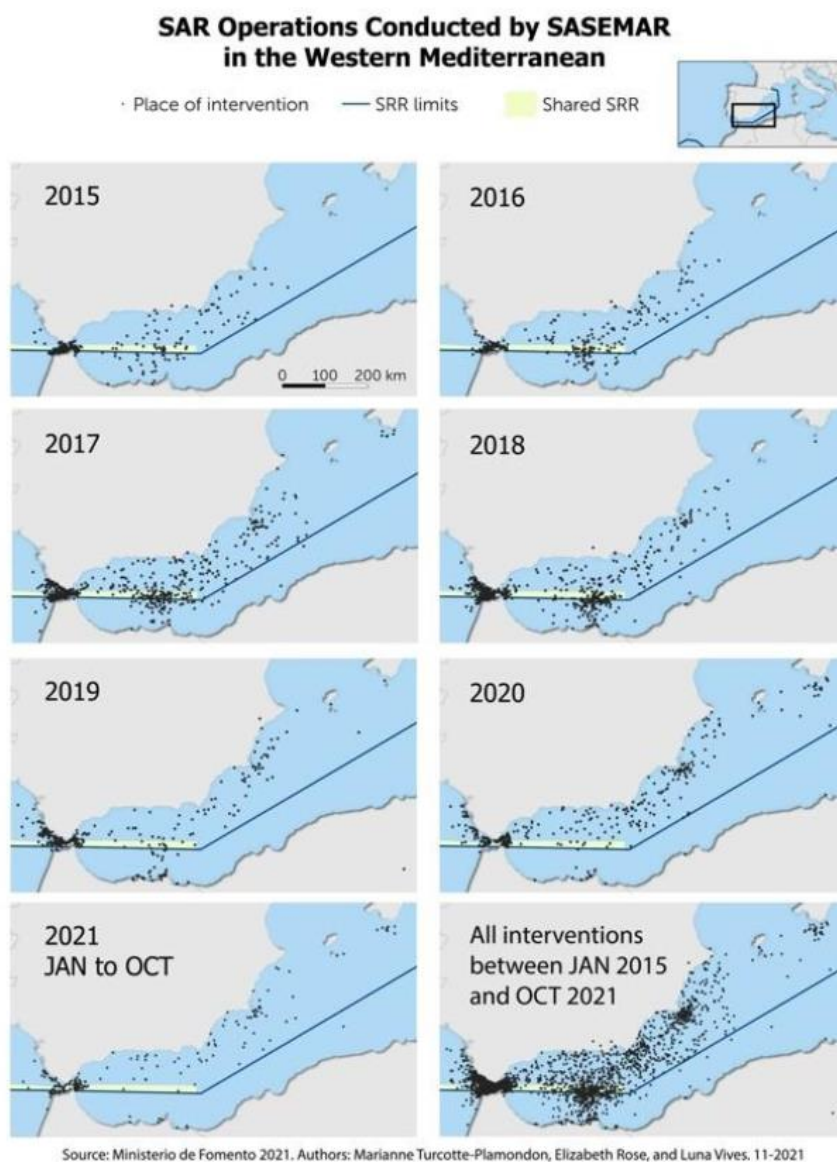 SAR Operations Conducted by SASEMAR
in the Western Mediterranean
Place of intervention
SRR limits
Shared SRR
2015
0 100 200 km
2016
2017
2018
2019
2020
2021
JAN to OCT
All interventions
between JAN 2015
and OCT 2021
Source: Ministerio de Fomento 2021. Authors: Marianne Turcotte-Plamondon, Elizabeth Rose, and Luna Vives. 11-2021